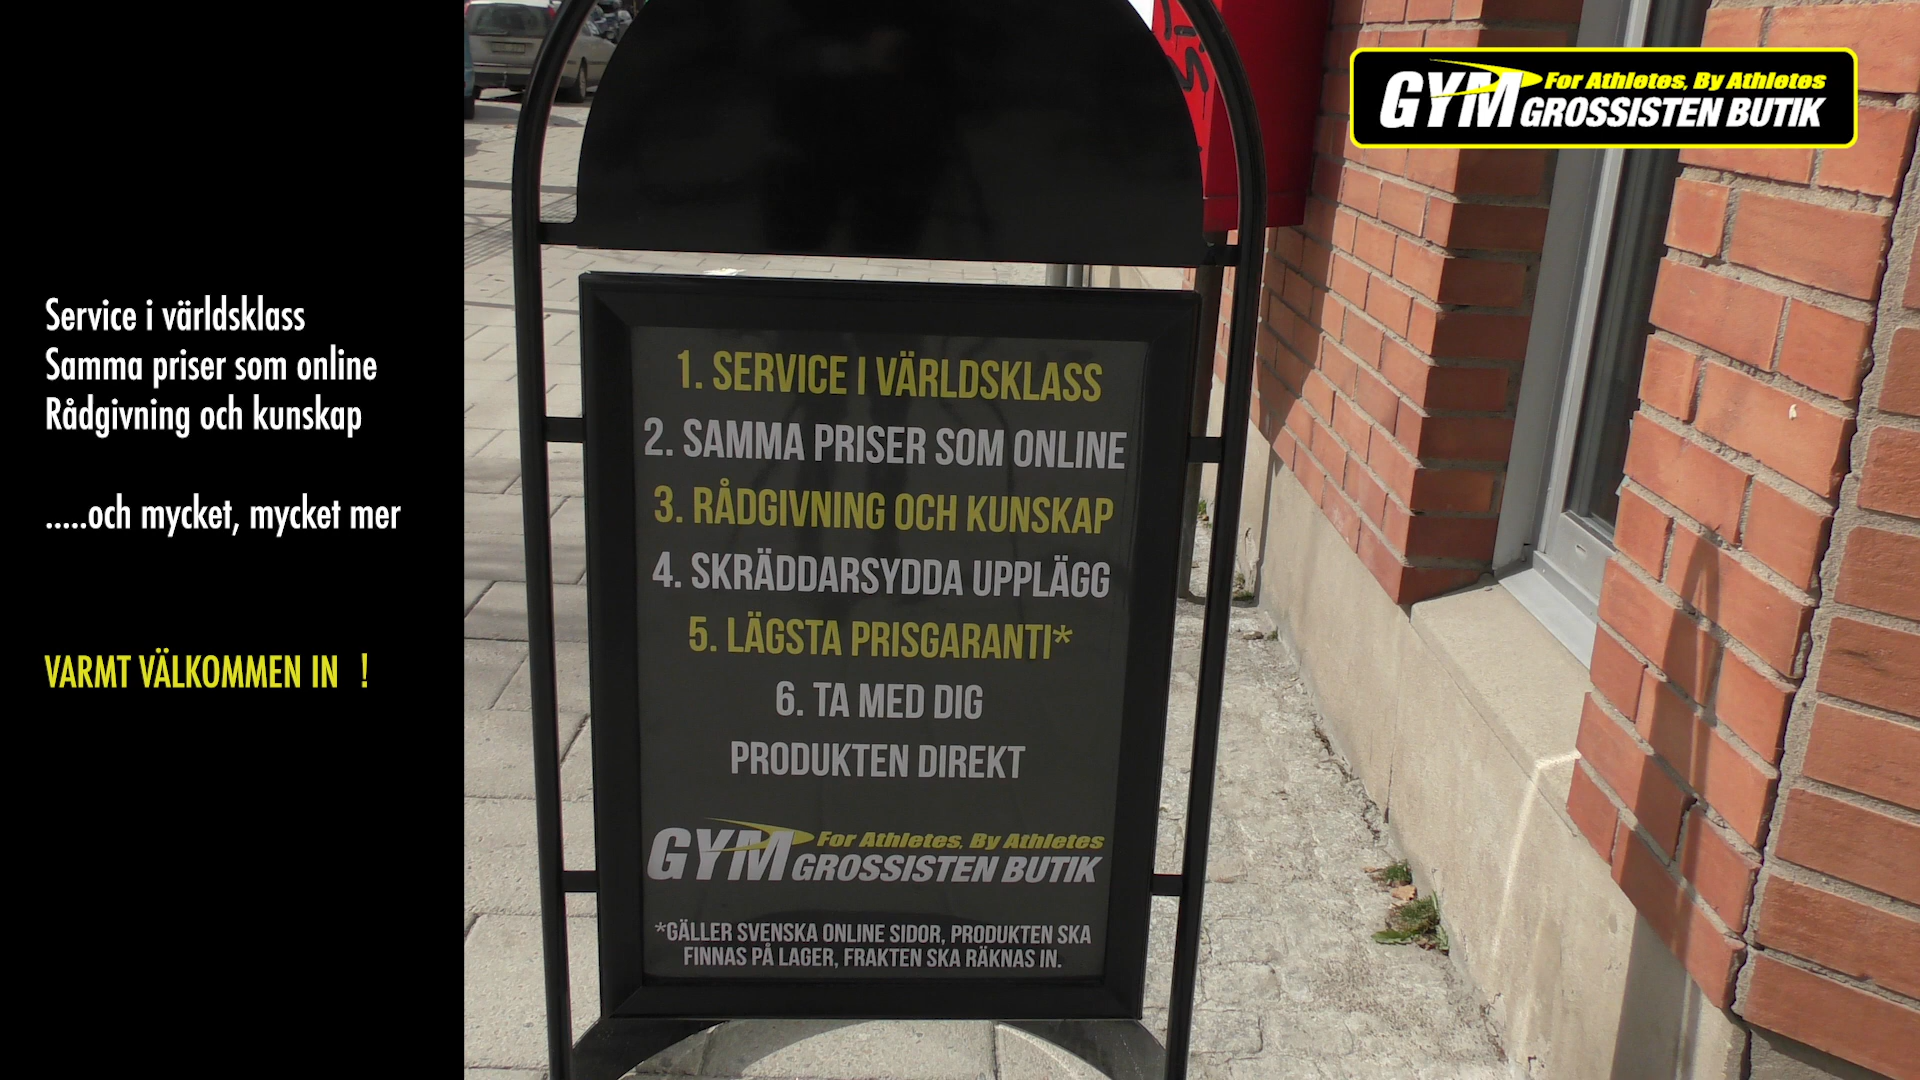 Service i världsklass
Samma priser som online
Rådgivning och kunskap
.....och mycket, mycket mer
VARMT VÄLKOMMEN IN !
GYM For Athletes, By Athletes
GROSSISTEN BUTIK
1. SERVICE I VÄRLDSKLASS
2. SAMMA PRISER SOM ONLINE
3. RÅDGIVNING OCH KUNSKAP
4. SKRÄDDARSYDDA UPPLÄGG
5. LÄGSTA PRISGARANTI*
6. TA MED DIG
PRODUKTEN DIREKT
GYM For Athletes, By Athletes
GROSSISTEN BUTIK
*GÄLLER SVENSKA ONLINE SIDOR, PRODUKTEN SKA
FINNAS PÅ LAGER, FRAKTEN SKA RÄKNAS IN.